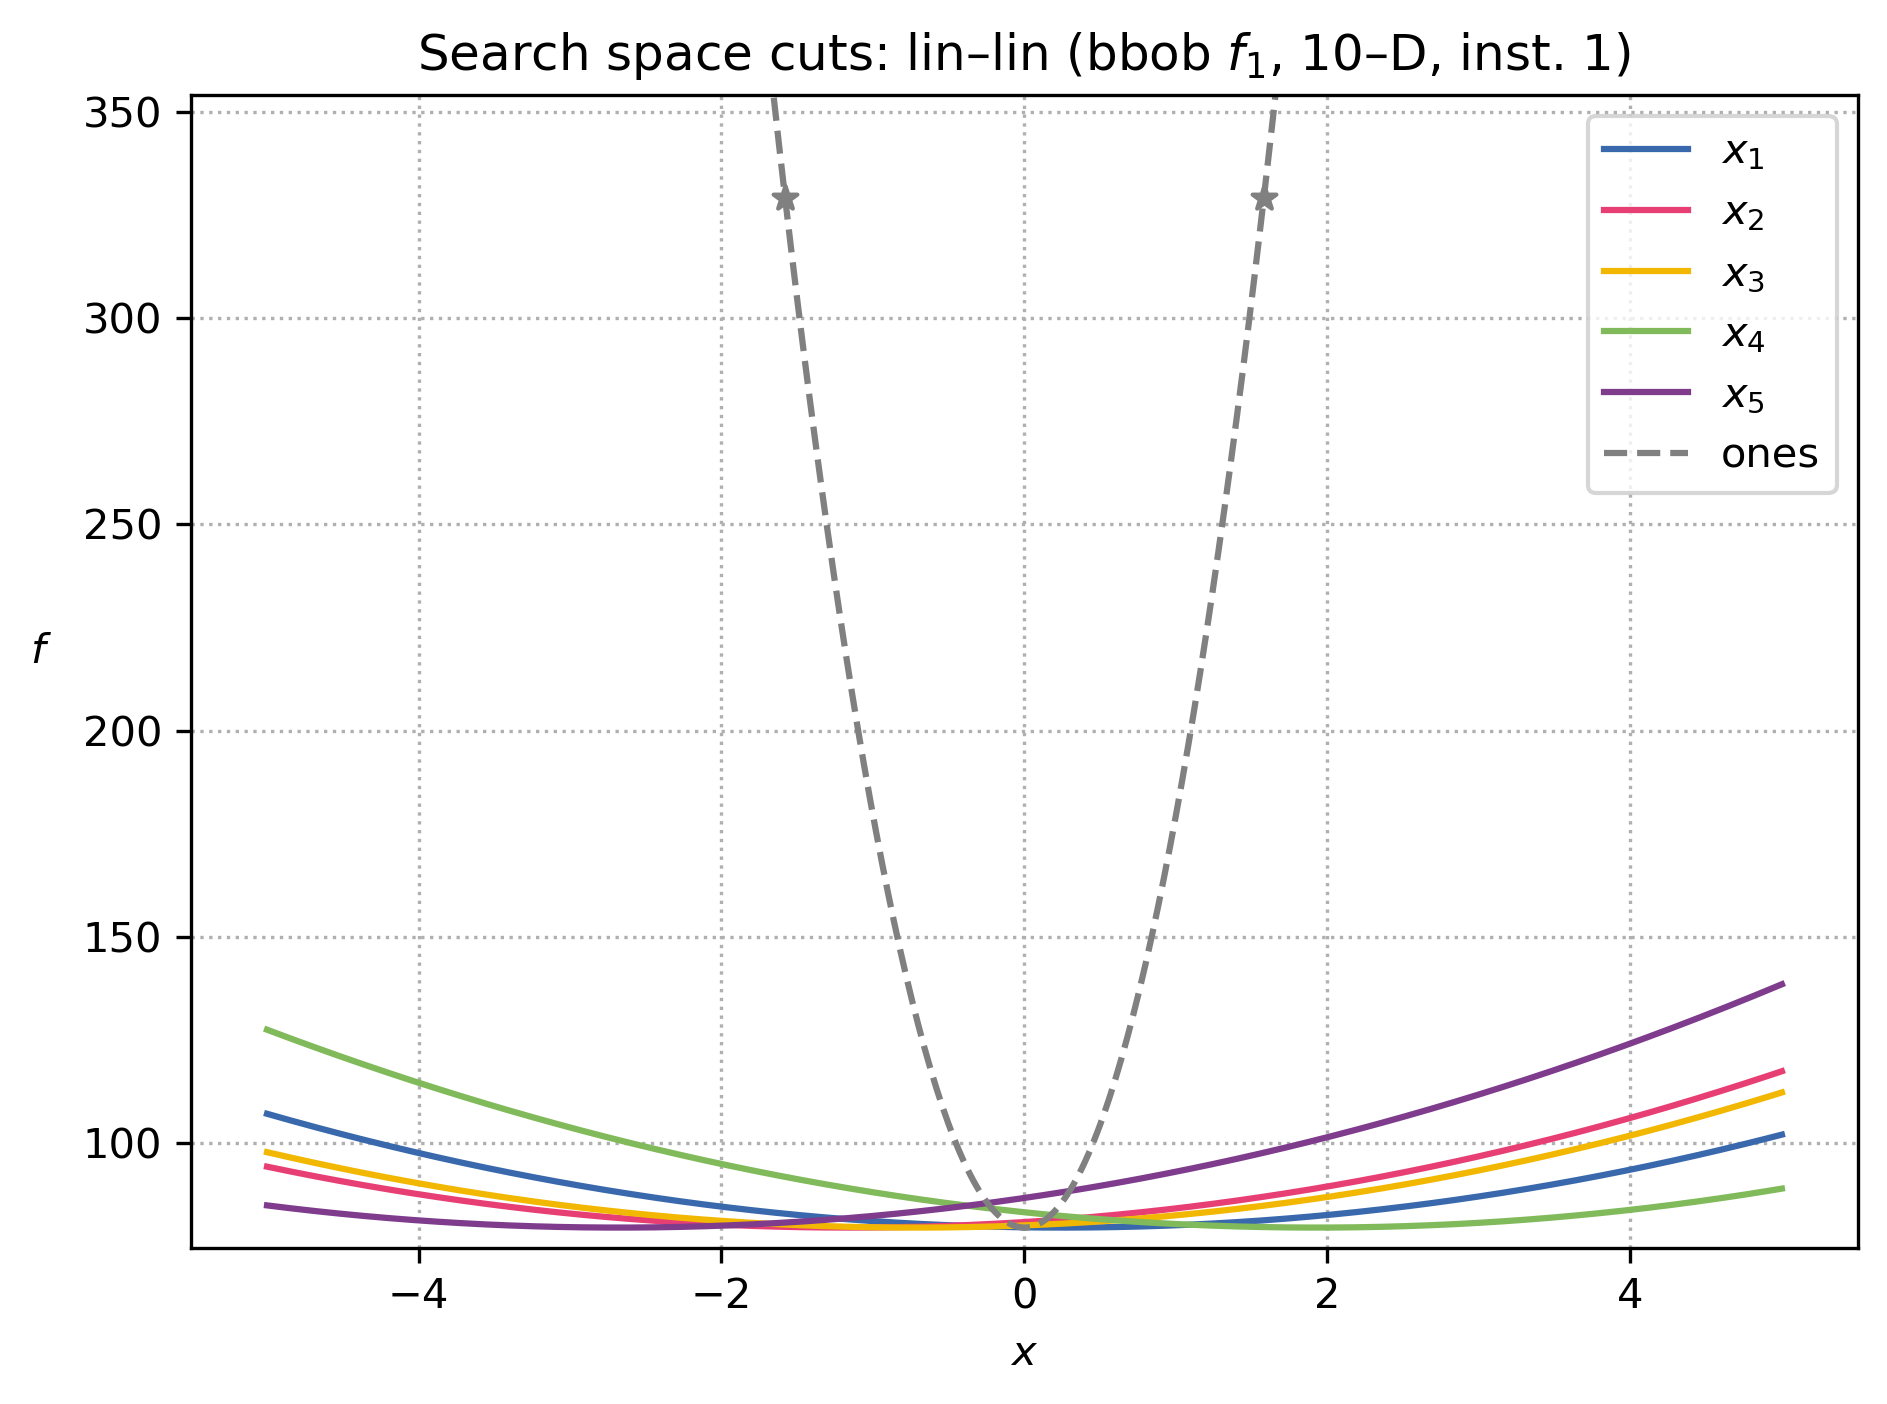 Search space cuts: lin–lin (bbob f₁, 10–D, inst. 1)
350
300
250
200
150
100
f
−4
−2
0
2
4
x
x₁
x₂
x₃
x₄
x₅
ones